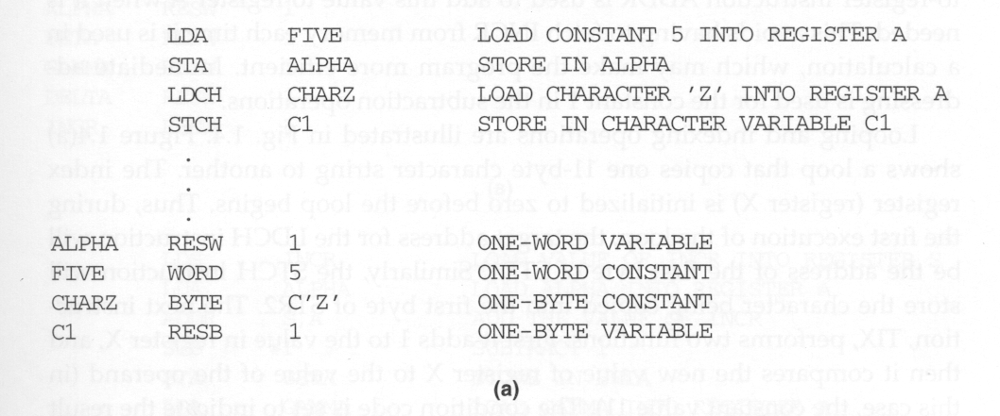 LDA FIVE LOAD CONSTANT 5 INTO REGISTER A
STA ALPHA STORE IN ALPHA
LDCH CHARZ LOAD CHARACTER 'Z' INTO REGISTER A
STCH C1 STORE IN CHARACTER VARIABLE C1
.
.
.
ALPHA RESW 1 ONE-WORD VARIABLE
FIVE WORD 5 ONE-WORD CONSTANT
CHARZ BYTE C'Z' ONE-BYTE CONSTANT
C1 RESB 1 ONE-BYTE VARIABLE
(a)